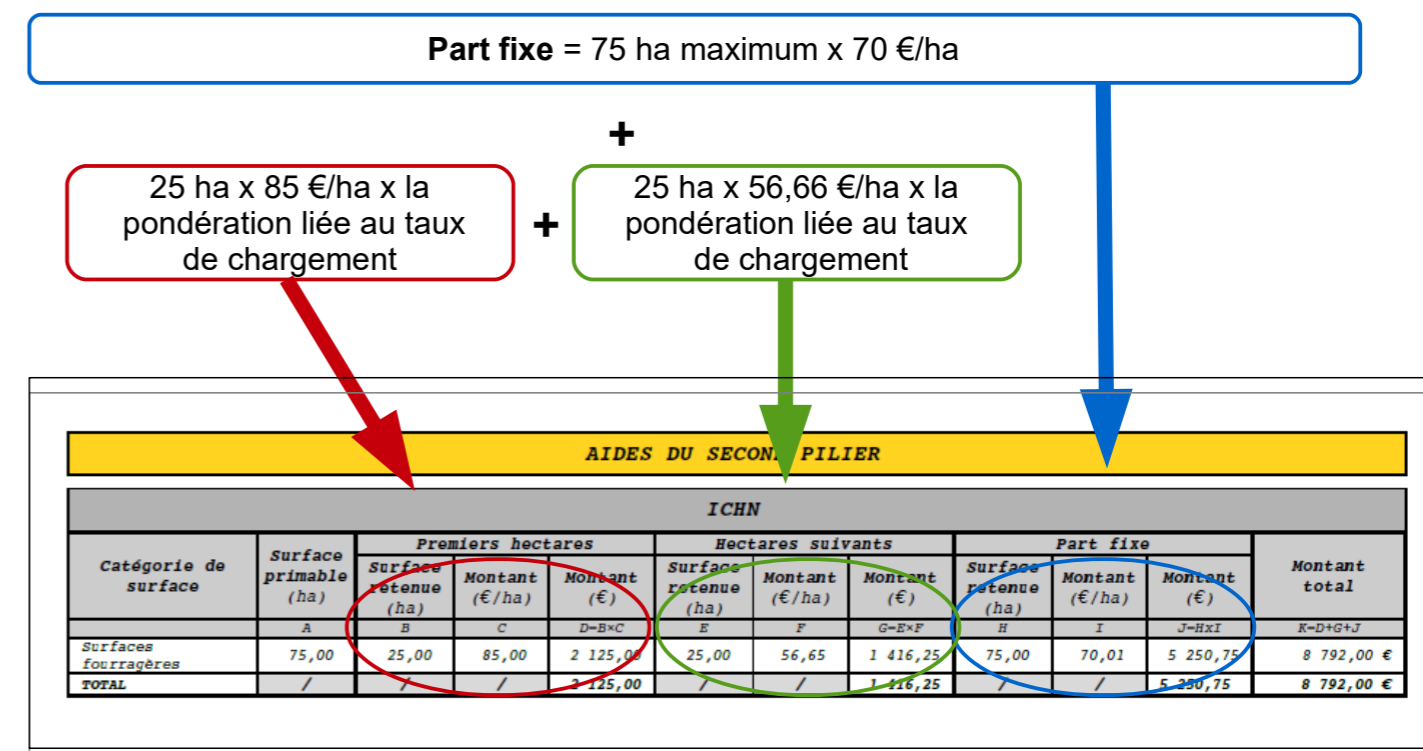 Part fixe = 75 ha maximum x 70 €/ha
+
25 ha x 85 €/ha x la
pondération liée au taux
de chargement
+
25 ha x 56,66 €/ha x la
pondération liée au taux
de chargement
AIDES DU SECOND PILIER
ICHN
Catégorie de
surface
Surface
primable
(ha)
Premiers hectares
Hectares suivants
Part fixe
Montant
total
Surface
retenue
(ha)
Montant
(€/ha)
Montant
(€)
Surface
retenue
(ha)
Montant
(€/ha)
Montant
(€)
Surface
retenue
(ha)
Montant
(€/ha)
Montant
(€)
A B C D=B×C E F G=E×F H I J=HxI K=D+G+J
Surfaces
fourragères
75,00 25,00 85,00 2 125,00 25,00 56,65 1 416,25 75,00 70,01 5 250,75 8 792,00 €
TOTAL / / / 2 125,00 / / 1 416,25 / / 5 250,75 8 792,00 €